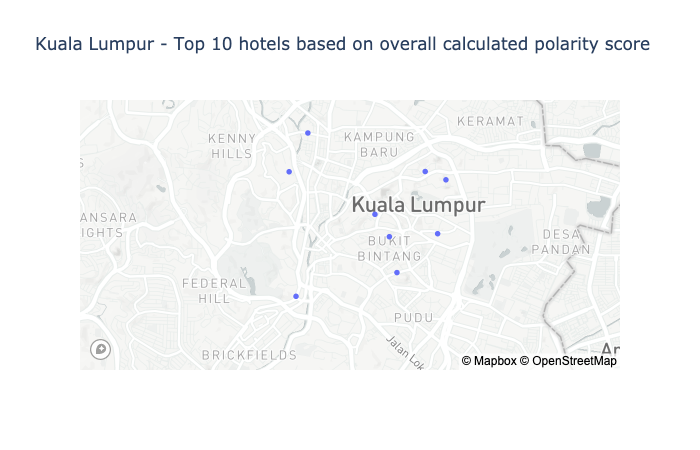 Kuala Lumpur - Top 10 hotels based on overall calculated polarity score
KERAMAT
KENNY
HILLS
KAMPUNG
BARU
S
Kuala Lumpur
ANSARA
IGHTS
BUKIT
BINTANG
DESA
PANDAN
FEDERAL
HILL
PUDU
BRICKFIELDS
Jalan Lok
An
© Mapbox © OpenStreetMap